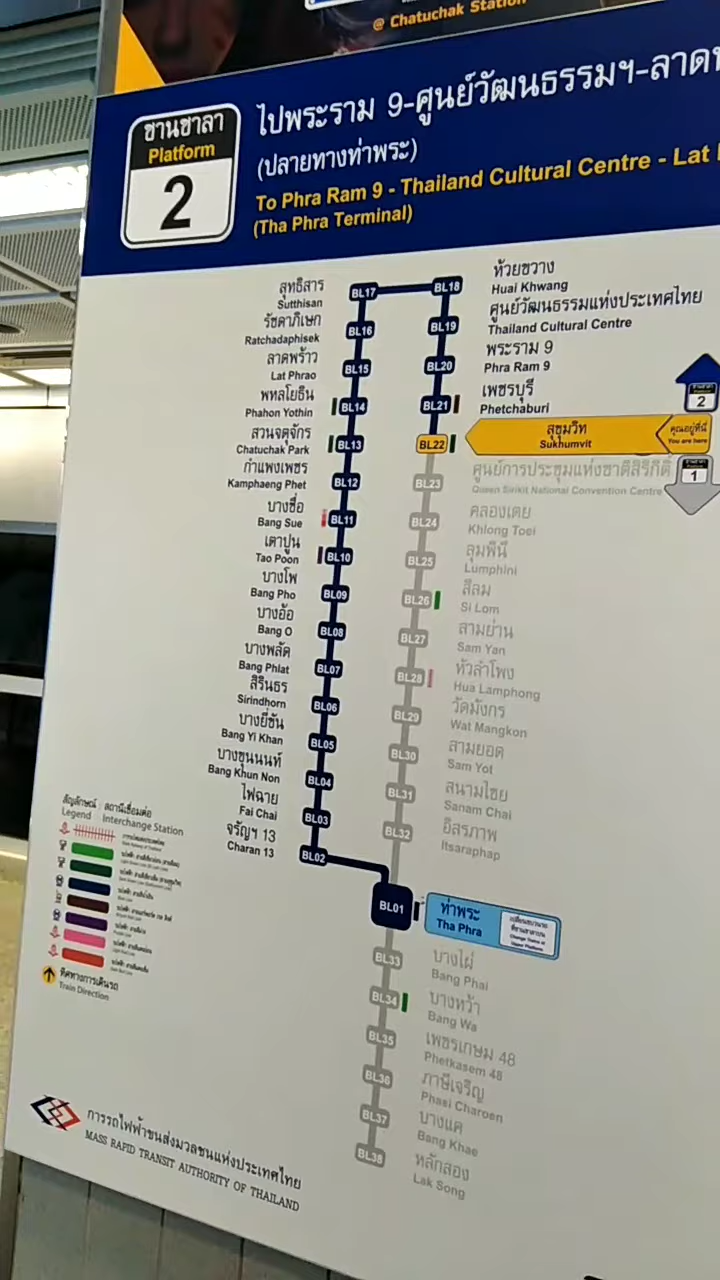 @ Chatuchak Station
ชานชาลา
Platform
2
ไปพระราม 9-ศูนย์วัฒนธรรมฯ-ลาด
(ปลายทางท่าพระ)
To Phra Ram 9 - Thailand Cultural Centre - Lat
(Tha Phra Terminal)
สุทธิสาร
Sutthisan
BL17
BL18
ห้วยขวาง
Huai Khwang
รัชดาภิเษก
Ratchadaphisek
BL16
BL19
ศูนย์วัฒนธรรมแห่งประเทศไทย
Thailand Cultural Centre
ลาดพร้าว
Lat Phrao
BL15
BL20
พระราม 9
Phra Ram 9
พหลโยธิน
Phahon Yothin
BL14
BL21
เพชรบุรี
Phetchaburi
2
สวนจตุจักร
Chatuchak Park
BL13
BL22
สุขุมวิท
Sukhumvit
คุณอยู่ที่นี่
You are here
กำแพงเพชร
Kamphaeng Phet
BL12
BL23
ศูนย์การประชุมแห่งชาติสิริกิติ์
Queen Sirikit National Convention Centre
1
บางซื่อ
Bang Sue
BL11
BL24
คลองเตย
Khlong Toei
เตาปูน
Tao Poon
BL10
BL25
ลุมพินี
Lumphini
บางโพ
Bang Pho
BL09
BL26
สีลม
Si Lom
บางอ้อ
Bang O
BL08
BL27
สามย่าน
Sam Yan
บางพลัด
Bang Phlat
BL07
BL28
หัวลำโพง
Hua Lamphong
สิรินธร
Sirindhorn
BL06
BL29
วัดมังกร
Wat Mangkon
บางยี่ขัน
Bang Yi Khan
BL05
BL30
สามยอด
Sam Yot
บางขุนนนท์
Bang Khun Non
BL04
BL31
สนามไชย
Sanam Chai
ไฟฉาย
Fai Chai
BL03
BL32
อิสรภาพ
Itsaraphap
จรัญฯ 13
Charan 13
BL02
BL01
ท่าพระ
Tha Phra
BL33
บางไผ่
Bang Phai
BL34
บางหว้า
Bang Wa
BL35
เพชรเกษม 48
Phetkasem 48
BL36
ภาษีเจริญ
Phasi Charoen
BL37
บางแค
Bang Khae
BL38
หลักสอง
Lak Song
สัญลักษณ์ : สถานีเชื่อมต่อ
Legend : Interchange Station
ทิศทางการเดินรถ
Train Direction
การรถไฟฟ้าขนส่งมวลชนแห่งประเทศไทย
MASS RAPID TRANSIT AUTHORITY OF THAILAND